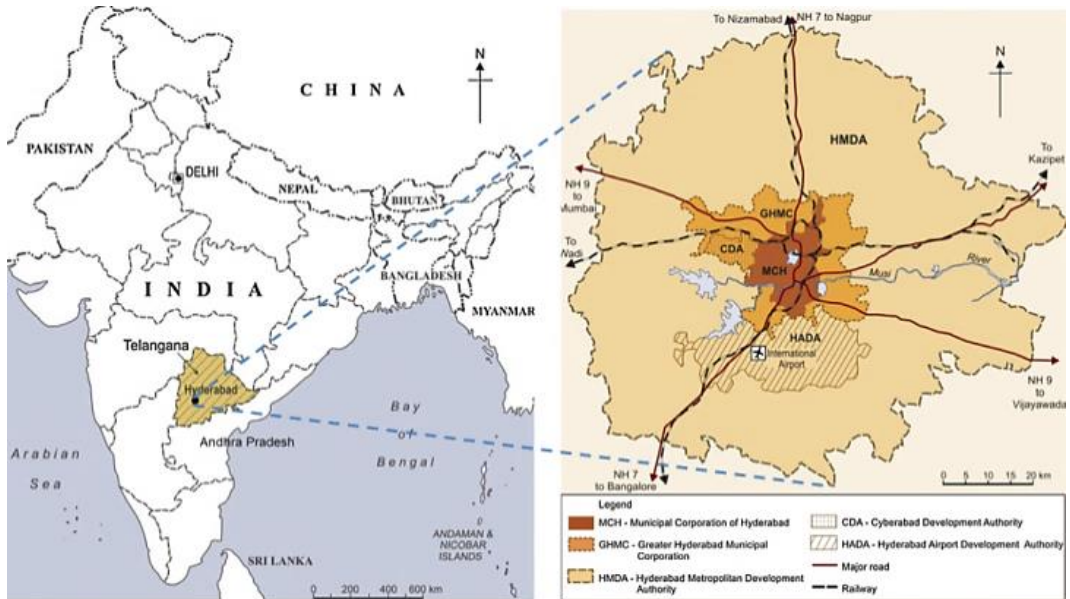 N
C H I N A
PAKISTAN
DELHI
NEPAL
BHUTAN
BANGLADESH
I N D I A
MYANMAR
Telangana
Hyderabad
Andhra Pradesh
Bay
of
Bengal
Arabian
Sea
ANDAMAN &
NICOBAR
ISLANDS
SRI LANKA
0 200 400 600 km
To Nizamabad
NH 7 to Nagpur
N
HMDA
To
Kazipet
NH 9
to
Mumbai
GHMC
To
Wadi
CDA
MCH
Musi
River
HADA
International
Airport
NH 9
to
Vijayawada
NH 7
to Bangalore
0 5 10 15 20 km
Legend
MCH - Municipal Corporation of Hyderabad
GHMC - Greater Hyderabad Municipal
Corporation
HMDA - Hyderabad Metropolitan Development
Authority
CDA - Cyberabad Development Authority
HADA - Hyderabad Airport Development Authority
Major road
Railway